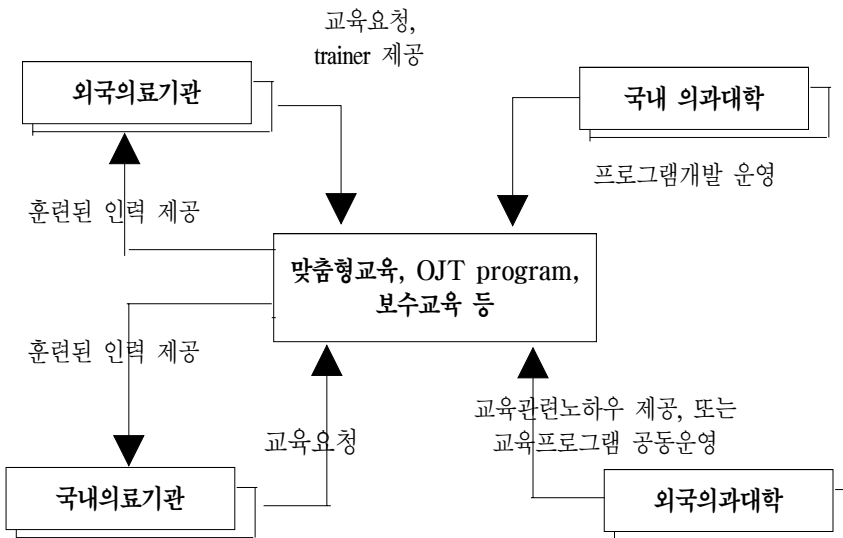 교육요청,
trainer 제공
외국의료기관
국내 의과대학
프로그램개발 운영
훈련된 인력 제공
맞춤형교육, OJT program,
보수교육 등
훈련된 인력 제공
교육관련노하우 제공, 또는
교육요청
교육프로그램 공동운영
국내의료기관
외국의과대학